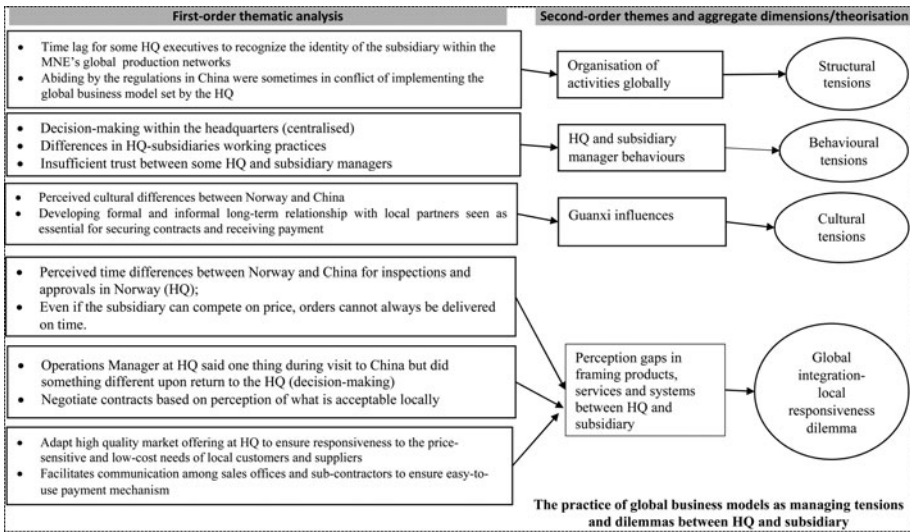 First-order thematic analysis
Second-order themes and aggregate dimensions/theorisation
• Time lag for some HQ executives to recognize the identity of the subsidiary within the
MNE's global production networks
• Abiding by the regulations in China were sometimes in conflict of implementing the
global business model set by the HQ
Organisation of
activities globally
Structural
tensions
• Decision-making within the headquarters (centralised)
• Differences in HQ-subsidiaries working practices
• Insufficient trust between some HQ and subsidiary managers
HQ and subsidiary
manager behaviours
Behavioural
tensions
• Perceived cultural differences between Norway and China
• Developing formal and informal long-term relationship with local partners seen as
essential for securing contracts and receiving payment
Guanxi influences
Cultural
tensions
• Perceived time differences between Norway and China for inspections and
approvals in Norway (HQ);
• Even if the subsidiary can compete on price, orders cannot always be delivered
on time.
• Operations Manager at HQ said one thing during visit to China but did
something different upon return to the HQ (decision-making)
• Negotiate contracts based on perception of what is acceptable locally
• Adapt high quality market offering at HQ to ensure responsiveness to the price-
sensitive and low-cost needs of local customers and suppliers
• Facilitates communication among sales offices and sub-contractors to ensure easy-to-
use payment mechanism
Perception gaps in
framing products,
services and systems
between HQ and
subsidiary
Global
integration-
local
responsiveness
dilemma
The practice of global business models as managing tensions
and dilemmas between HQ and subsidiary